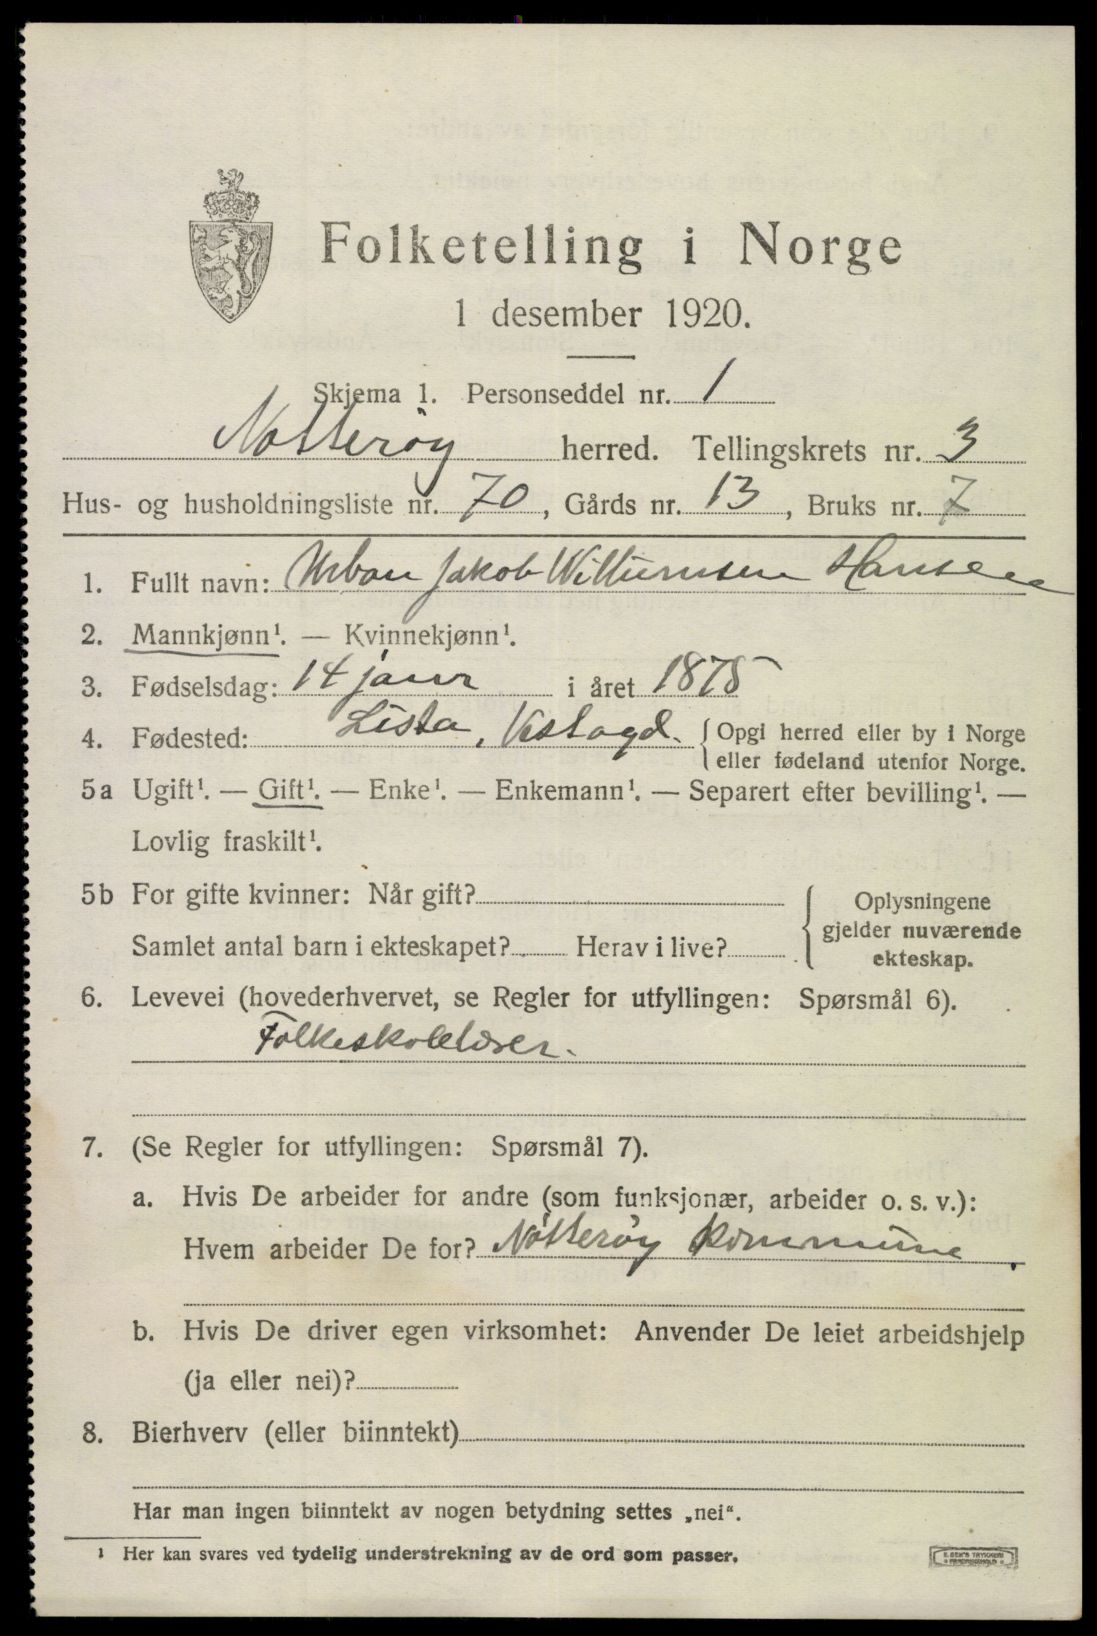 Folketelling i Norge
1 desember 1920.
Skjema 1. Personseddel nr. 1
Nøtterøy herred. Tellingskrets nr. 3
Hus- og husholdningsliste nr. 70, Gårds nr. 13, Bruks nr. 7
1. Fullt navn: Urban Jakob Willumsen Hansen
2. Mannkjønn¹. — Kvinnekjønn¹.
3. Fødselsdag: 14 januar i året 1875
4. Fødested: Lista, Vestagd. { Opgi herred eller by i Norge
eller fødeland utenfor Norge.
5a Ugift¹. — Gift¹. — Enke¹. — Enkemann¹. — Separert efter bevilling¹. —
Lovlig fraskilt¹.
5b For gifte kvinner: Når gift?
Samlet antal barn i ekteskapet? Herav i live?
{ Oplysningene
gjelder nuværende
ekteskap.
6. Levevei (hovederhvervet, se Regler for utfyllingen: Spørsmål 6).
Folkeskolelærer.
7. (Se Regler for utfyllingen: Spørsmål 7).
a. Hvis De arbeider for andre (som funksjonær, arbeider o. s. v.):
Hvem arbeider De for? Nøtterøy kommune.
b. Hvis De driver egen virksomhet: Anvender De leiet arbeidshjelp
(ja eller nei)?
8. Bierhverv (eller biinntekt)
Har man ingen biinntekt av nogen betydning settes „nei“.
¹ Her kan svares ved tydelig understrekning av de ord som passer.